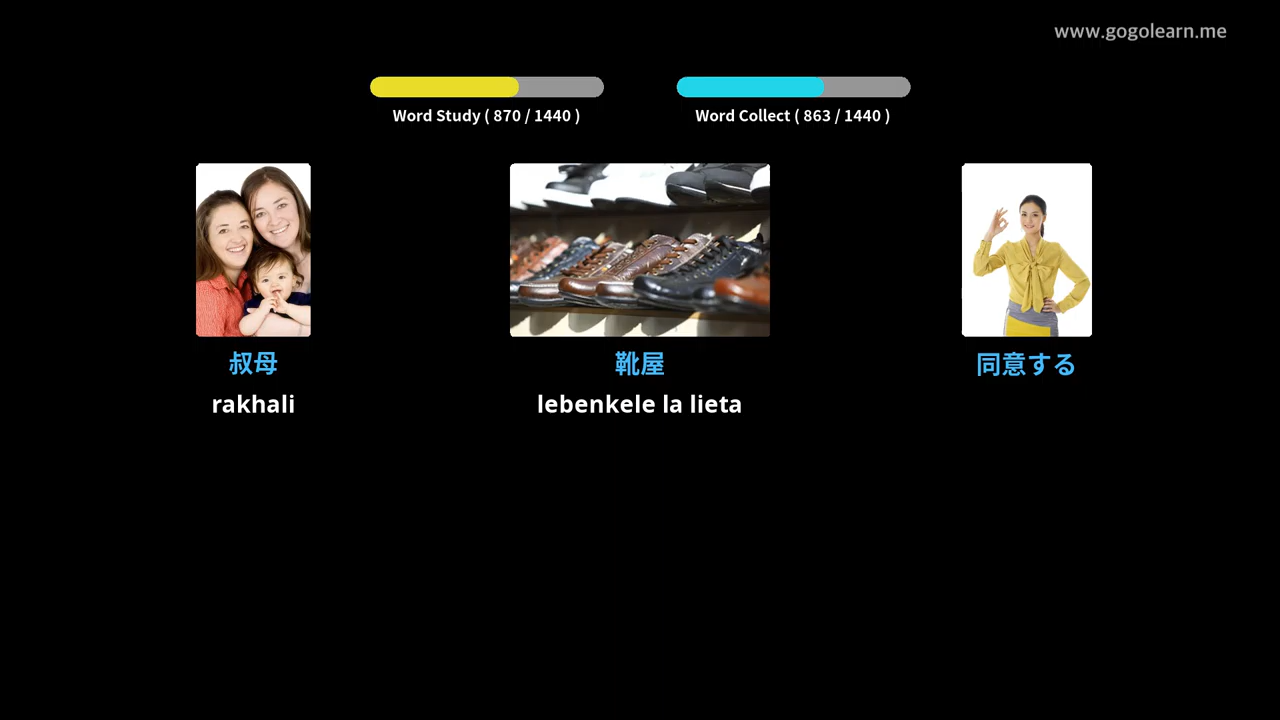 www.gogolearn.me
Word Study ( 870 / 1440 )
Word Collect ( 863 / 1440 )
叔母
靴屋
同意する
rakhali
lebenkele la lieta